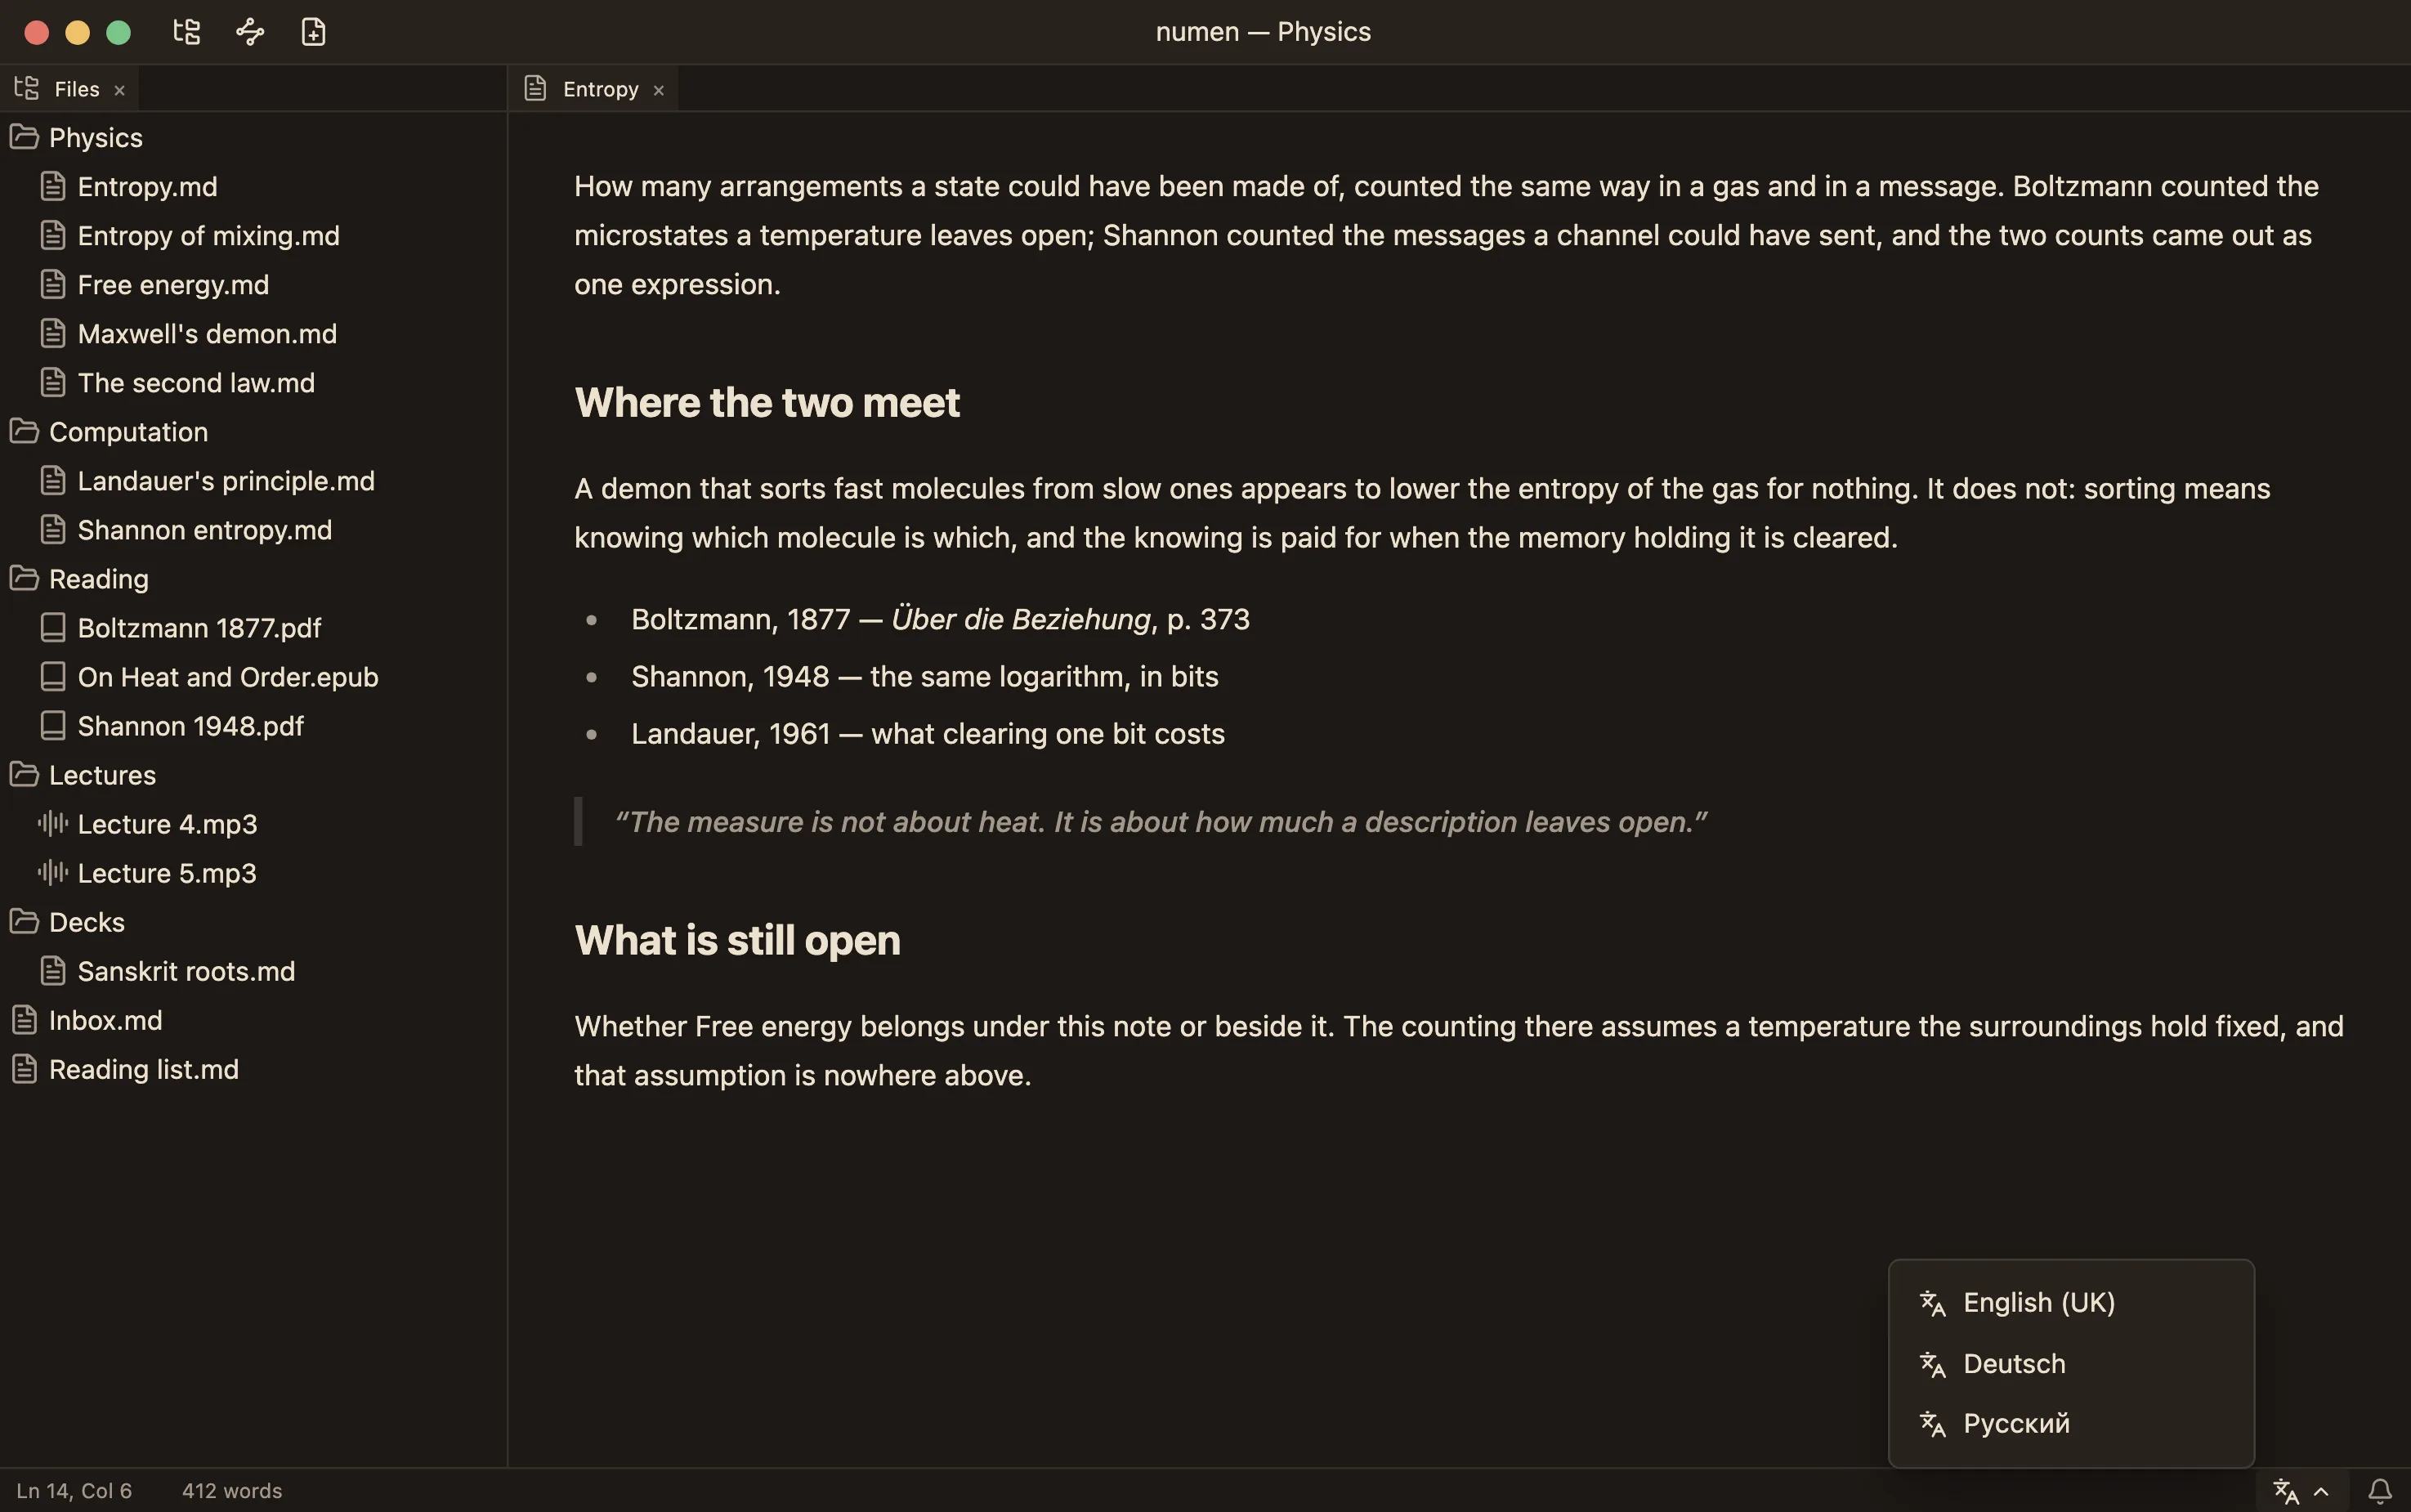 numen — Physics
Files
Entropy
Physics
Entropy.md
Entropy of mixing.md
Free energy.md
Maxwell's demon.md
The second law.md
Computation
Landauer's principle.md
Shannon entropy.md
Reading
Boltzmann 1877.pdf
On Heat and Order.epub
Shannon 1948.pdf
Lectures
Lecture 4.mp3
Lecture 5.mp3
Decks
Sanskrit roots.md
Inbox.md
Reading list.md
How many arrangements a state could have been made of, counted the same way in a gas and in a message. Boltzmann counted the
microstates a temperature leaves open; Shannon counted the messages a channel could have sent, and the two counts came out as
one expression.
Where the two meet
A demon that sorts fast molecules from slow ones appears to lower the entropy of the gas for nothing. It does not: sorting means
knowing which molecule is which, and the knowing is paid for when the memory holding it is cleared.
Boltzmann, 1877 — Über die Beziehung, p. 373
Shannon, 1948 — the same logarithm, in bits
Landauer, 1961 — what clearing one bit costs
“The measure is not about heat. It is about how much a description leaves open.”
What is still open
Whether Free energy belongs under this note or beside it. The counting there assumes a temperature the surroundings hold fixed, and
that assumption is nowhere above.
English (UK)
Deutsch
Русский
Ln 14, Col 6
412 words